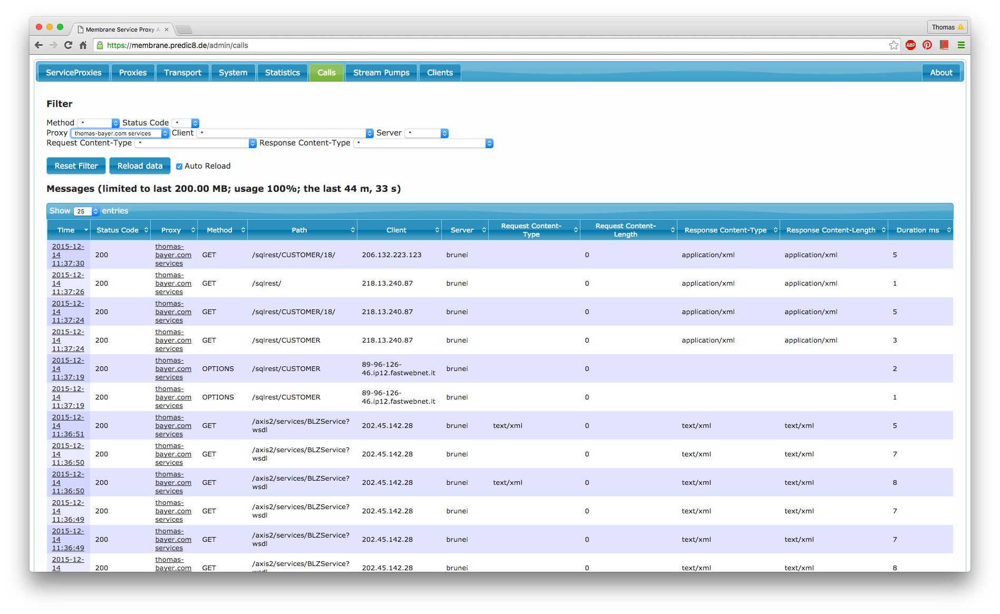 Membrane Service Proxy A
Thomas
https://membrane.predic8.de/admin/calls
ABP
ServiceProxies Proxies Transport System Statistics Calls Stream Pumps Clients About
Filter
Method * Status Code *
Proxy thomas-bayer.com services Client * Server *
Request Content-Type * Response Content-Type *
Reset Filter Reload data Auto Reload
Messages (limited to last 200.00 MB; usage 100%; the last 44 m, 33 s)
Show 25 entries
Time Status Code Proxy Method Path Client Server Request Content-Type Request Content-Length Response Content-Type Response Content-Length Duration ms
2015-12-14 11:37:30 200 thomas-bayer.com services GET /sqlrest/CUSTOMER/18/ 206.132.223.123 brunei 0 application/xml application/xml 5
2015-12-14 11:37:26 200 thomas-bayer.com services GET /sqlrest/ 218.13.240.87 brunei 0 application/xml application/xml 1
2015-12-14 11:37:24 200 thomas-bayer.com services GET /sqlrest/CUSTOMER/18/ 218.13.240.87 brunei 0 application/xml application/xml 5
2015-12-14 11:37:24 200 thomas-bayer.com services GET /sqlrest/CUSTOMER 218.13.240.87 brunei 0 application/xml application/xml 3
2015-12-14 11:37:19 200 thomas-bayer.com services OPTIONS /sqlrest/CUSTOMER 89-96-126-46.ip12.fastwebnet.it brunei 0 2
2015-12-14 11:37:19 200 thomas-bayer.com services OPTIONS /sqlrest/CUSTOMER 89-96-126-46.ip12.fastwebnet.it brunei 0 1
2015-12-14 11:36:51 200 thomas-bayer.com services GET /axis2/services/BLZService?wsdl 202.45.142.28 brunei text/xml 0 text/xml text/xml 5
2015-12-14 11:36:50 200 thomas-bayer.com services GET /axis2/services/BLZService?wsdl 202.45.142.28 brunei 0 text/xml text/xml 7
2015-12-14 11:36:50 200 thomas-bayer.com services GET /axis2/services/BLZService?wsdl 202.45.142.28 brunei text/xml 0 text/xml text/xml 8
2015-12-14 11:36:49 200 thomas-bayer.com services GET /axis2/services/BLZService?wsdl 202.45.142.28 brunei 0 text/xml text/xml 7
2015-12-14 11:36:49 200 thomas-bayer.com services GET /axis2/services/BLZService?wsdl 202.45.142.28 brunei 0 text/xml text/xml 7
2015-12-14 200 thomas-bayer.com GET /axis2/services/BLZService? 202.45.142.28 brunei 0 text/xml text/xml 8